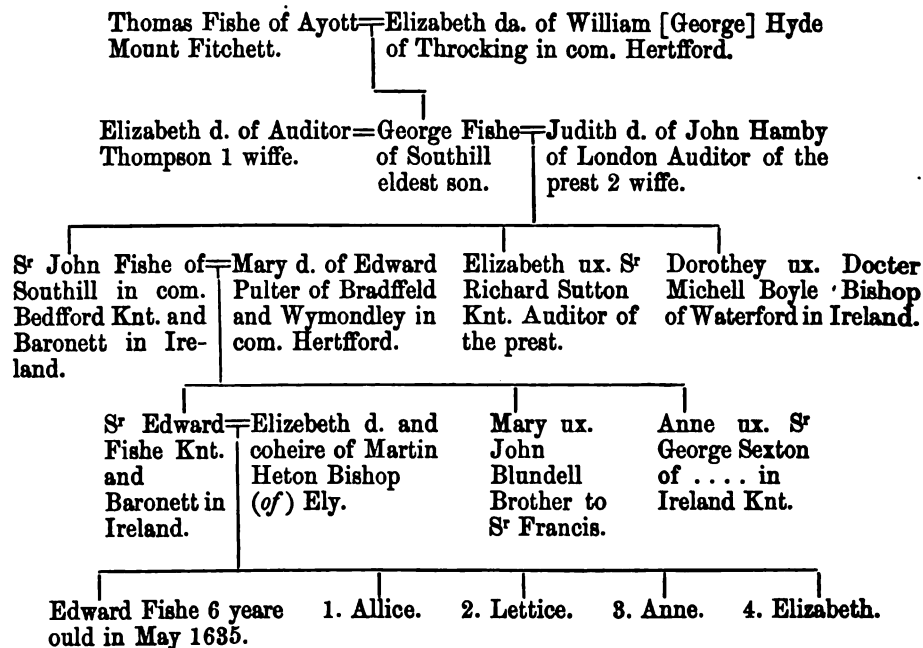 Thomas Fishe of Ayott=Elizabeth da. of William [George] Hyde
Mount Fitchett. of Throcking in com. Hertfford.
Elizabeth d. of Auditor=George Fishe=Judith d. of John Hamby
Thompson 1 wiffe. of Southill of London Auditor of the
eldest son. prest 2 wiffe.
Sr John Fishe of=Mary d. of Edward Elizabeth ux. Sr Dorothey ux. Docter
Southill in com. Pulter of Bradffeld Richard Sutton Michell Boyle Bishop
Bedfford Knt. and and Wymondley in Knt. Auditor of of Waterford in Ireland.
Baronett in Ire- com. Hertfford. the prest.
land.
Sr Edward=Elizebeth d. and Mary ux. Anne ux. Sr
Fishe Knt. coheire of Martin John George Sexton
and Heton Bishop Blundell of .... in
Baronett in (of) Ely. Brother to Ireland Knt.
Ireland. Sr Francis.
Edward Fishe 6 yeare 1. Allice. 2. Lettice. 3. Anne. 4. Elizabeth.
ould in May 1635.